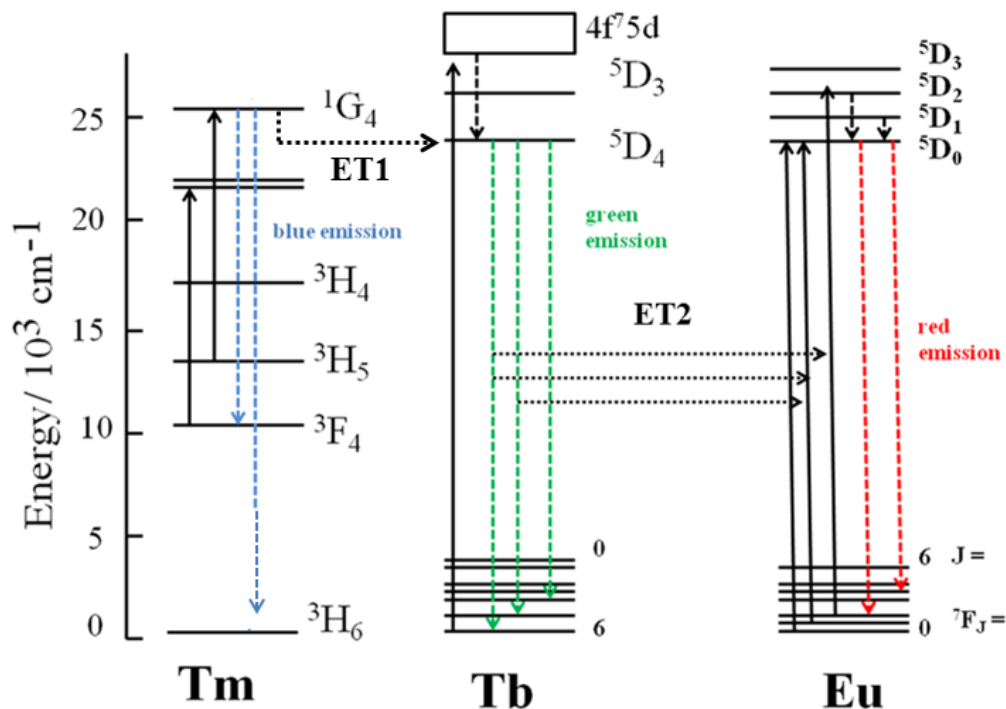 4f⁷5d
⁵D₃
⁵D₄
⁵D₃
⁵D₂
⁵D₁
⁵D₀
¹G₄
ET1
blue emission
green
emission
ET2
red
emission
³H₄
³H₅
³F₄
³H₆
25
20
15
10
5
0
Energy/ 10³ cm⁻¹
0
6
6 J =
⁷Fⱼ =
0
Tm
Tb
Eu